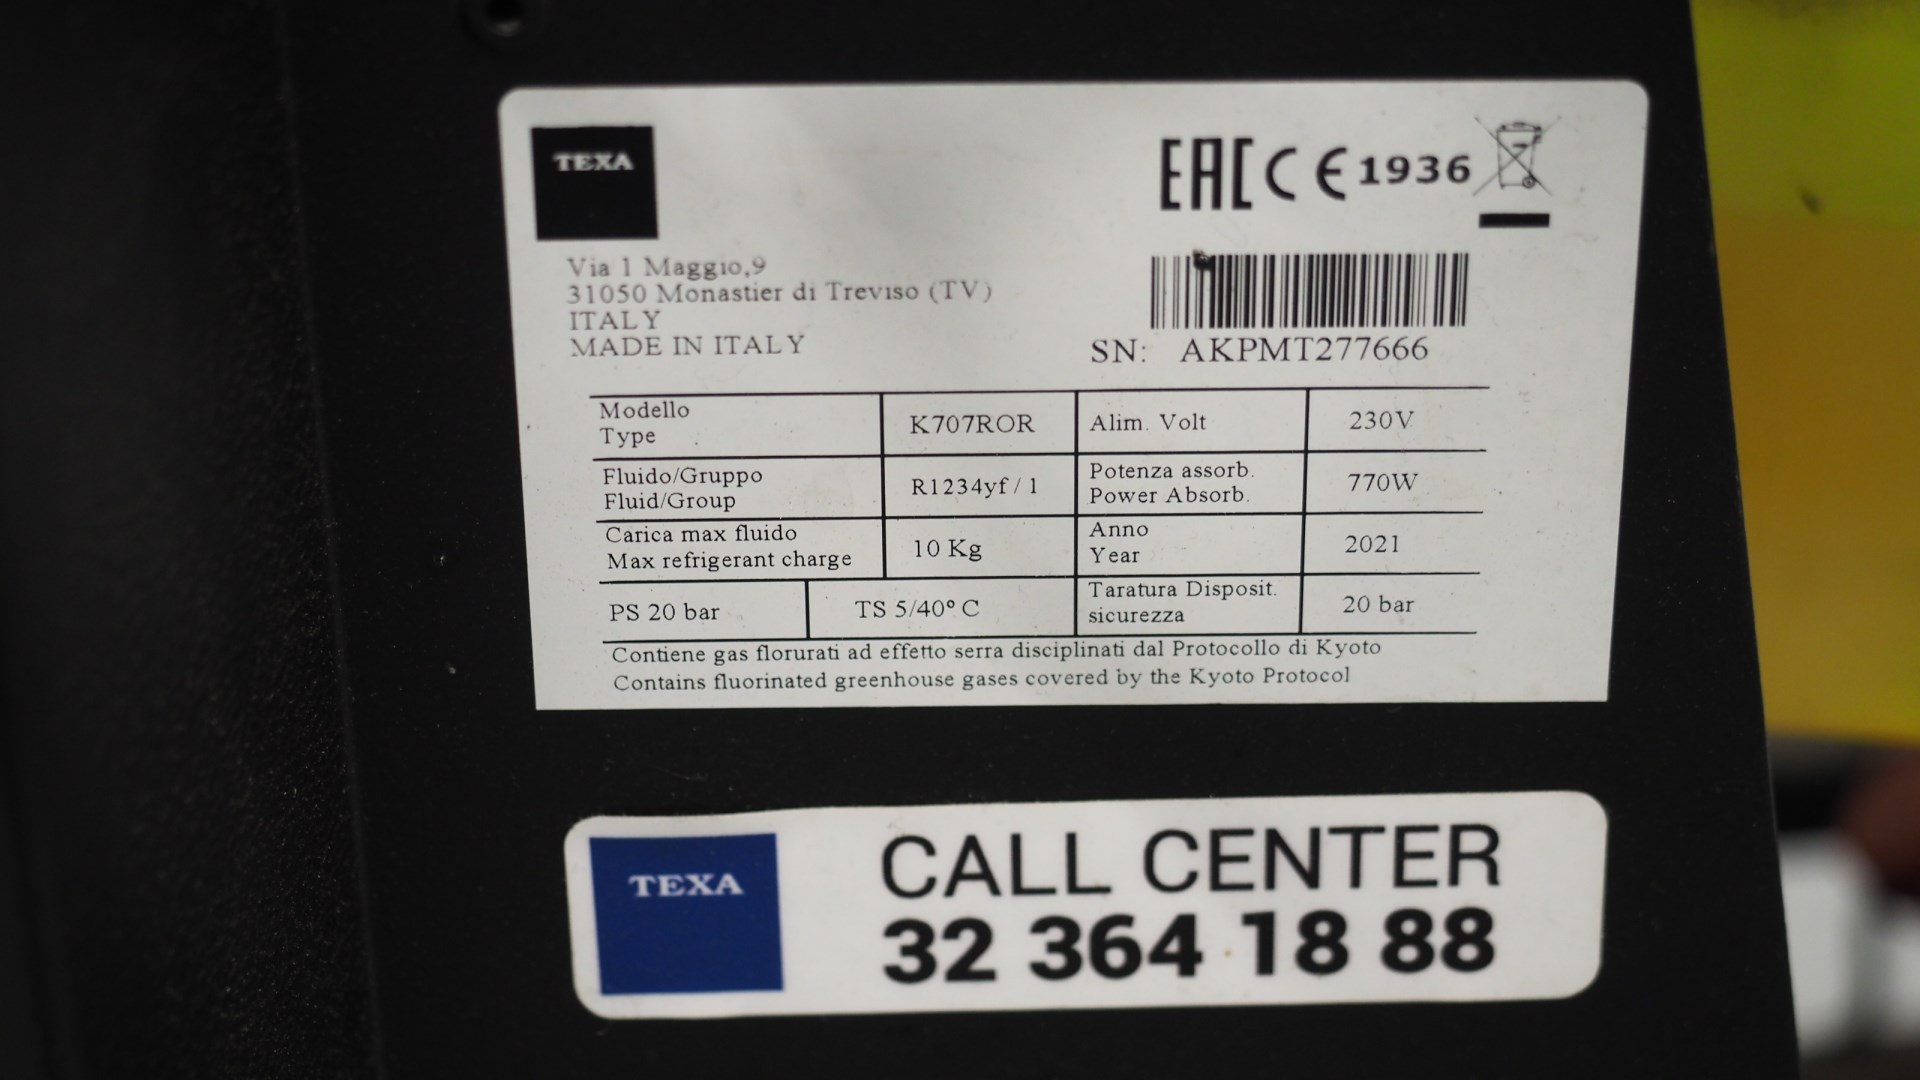 TEXA
EAC CE 1936
Via 1 Maggio,9
31050 Monastier di Treviso (TV)
ITALY
MADE IN ITALY
SN: AKPMT277666
Modello
Type
K707ROR
Alim. Volt
230V
Fluido/Gruppo
Fluid/Group
R1234yf / 1
Potenza assorb.
Power Absorb.
770W
Carica max fluido
Max refrigerant charge
10 Kg
Anno
Year
2021
PS 20 bar
TS 5/40° C
Taratura Disposit.
sicurezza
20 bar
Contiene gas florurati ad effetto serra disciplinati dal Protocollo di Kyoto
Contains fluorinated greenhouse gases covered by the Kyoto Protocol
TEXA
CALL CENTER
32 364 18 88